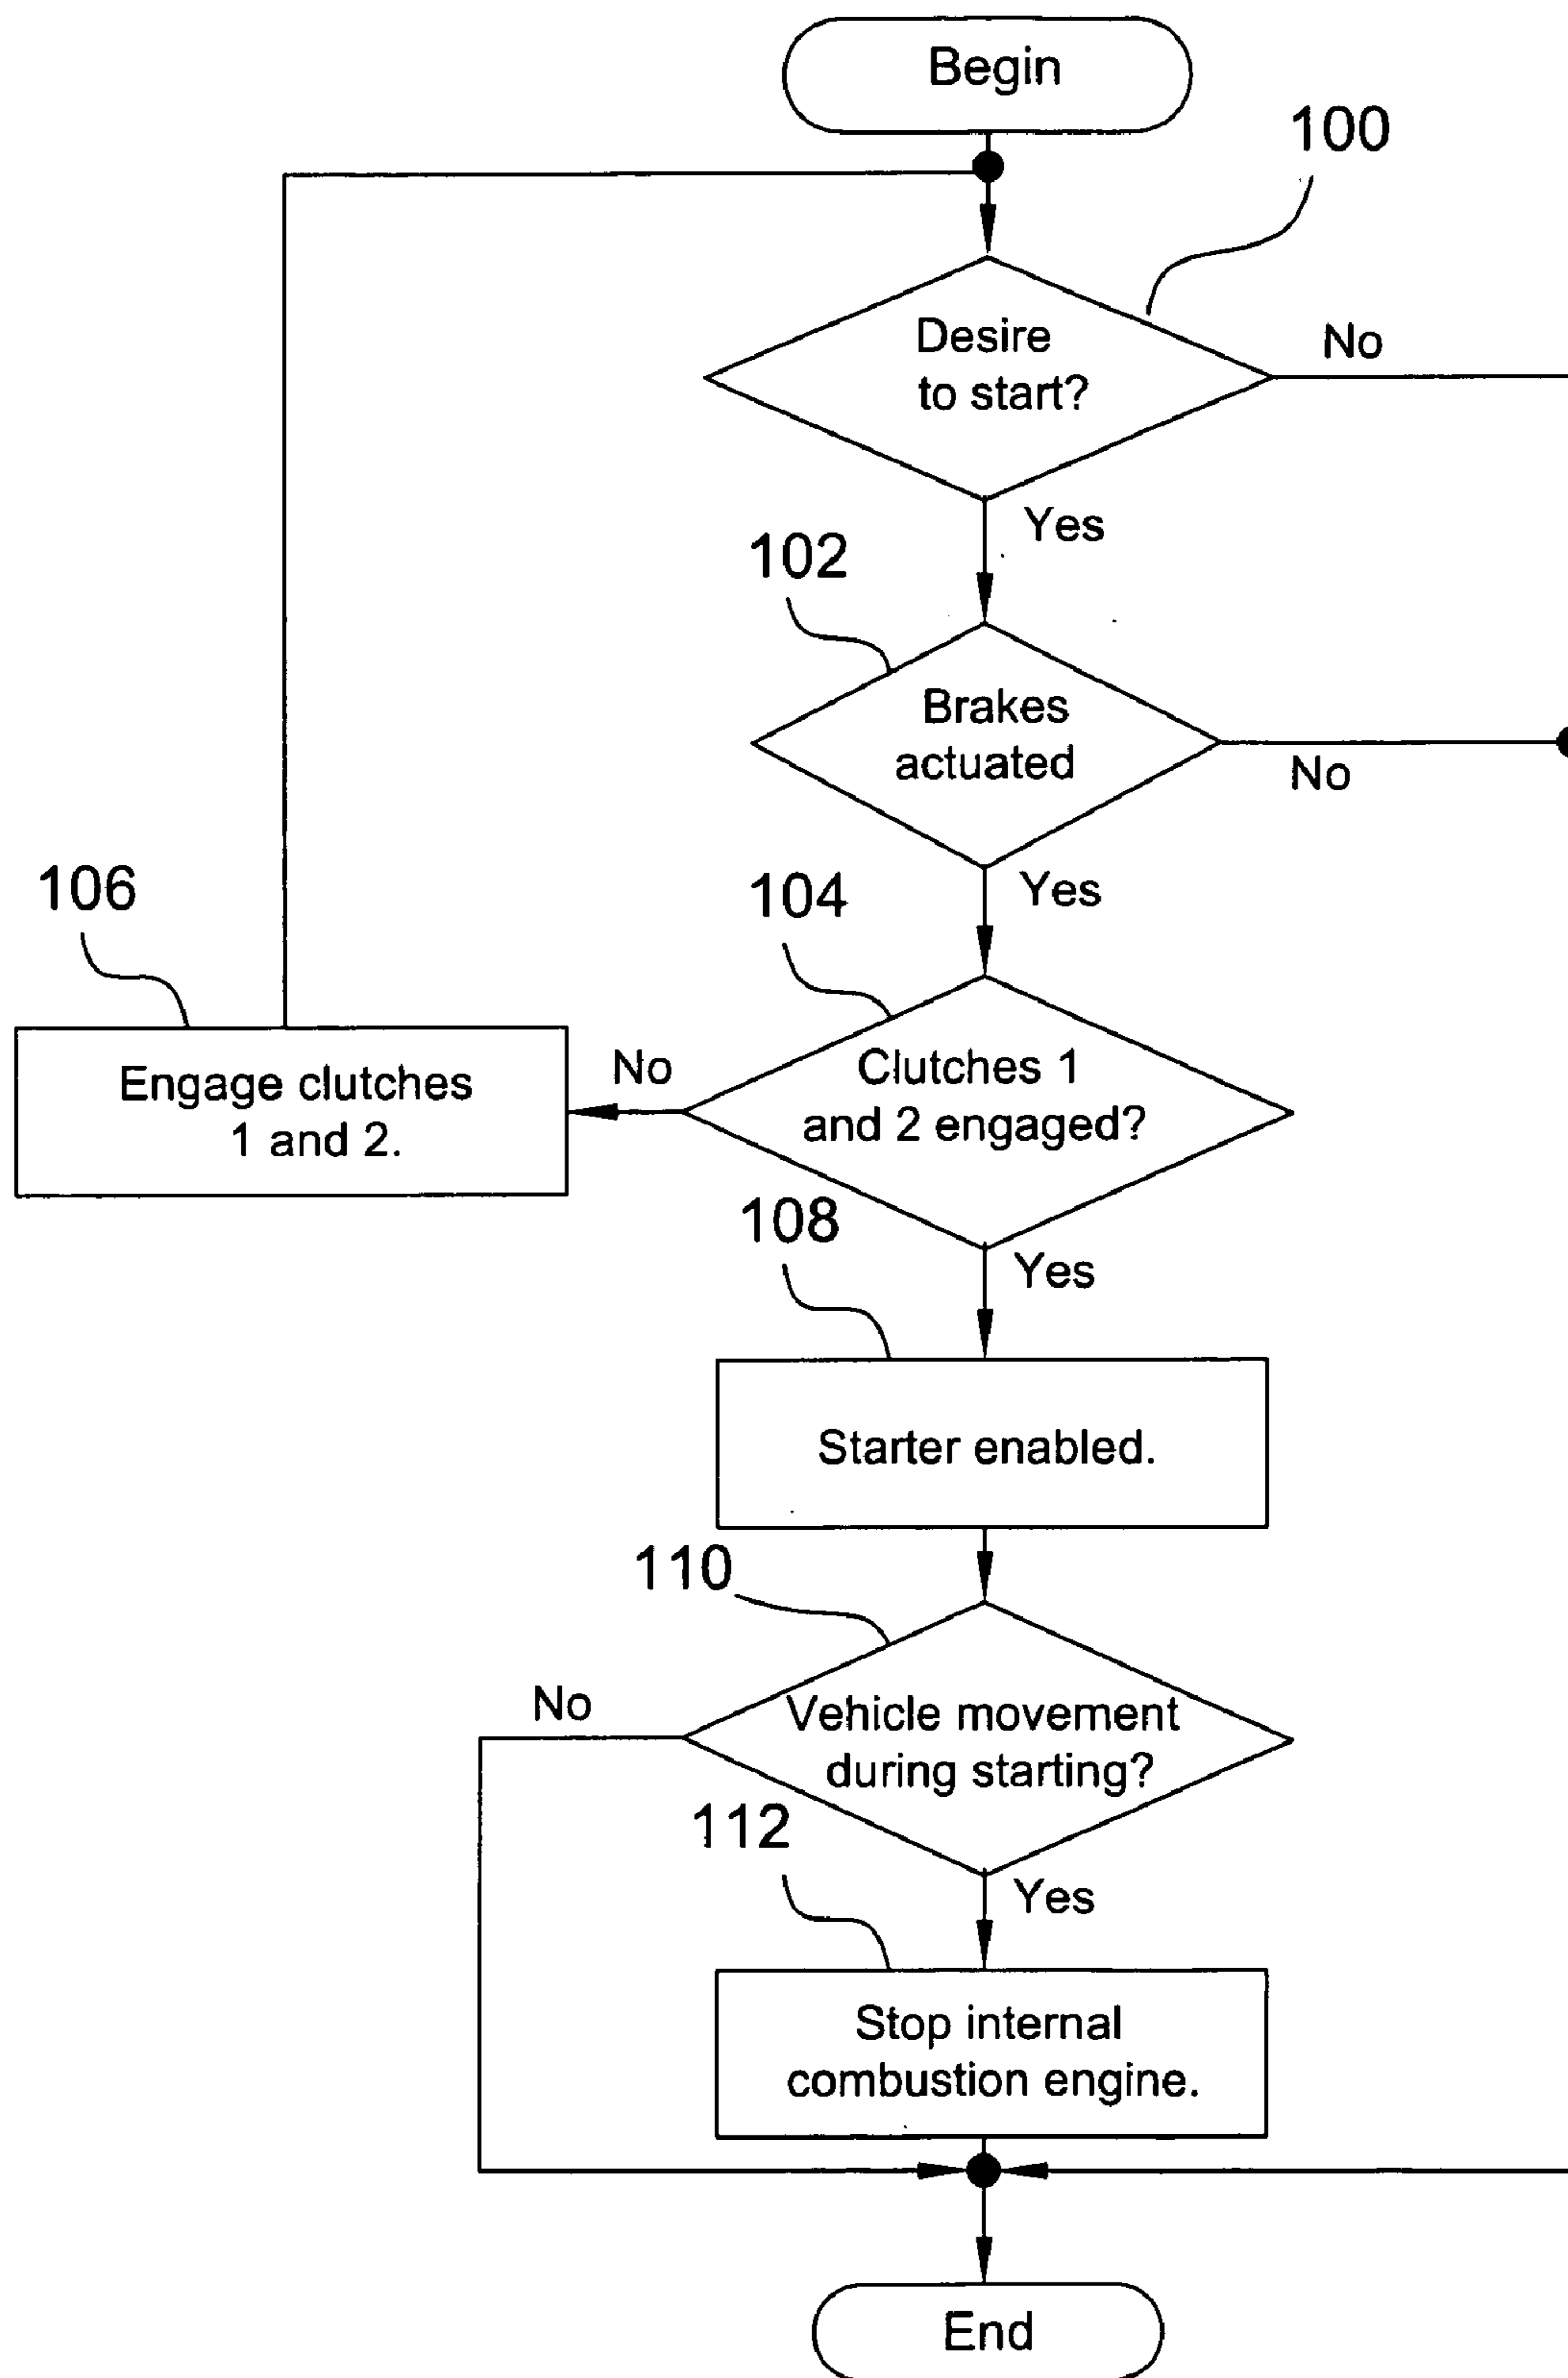 Begin
100
Desire
to start?
No
Yes
102
Brakes
actuated
No
Yes
104
106
Clutches 1
and 2 engaged?
No
Engage clutches
1 and 2.
Yes
108
Starter enabled.
110
No
Vehicle movement
during starting?
112
Yes
Stop internal
combustion engine.
End